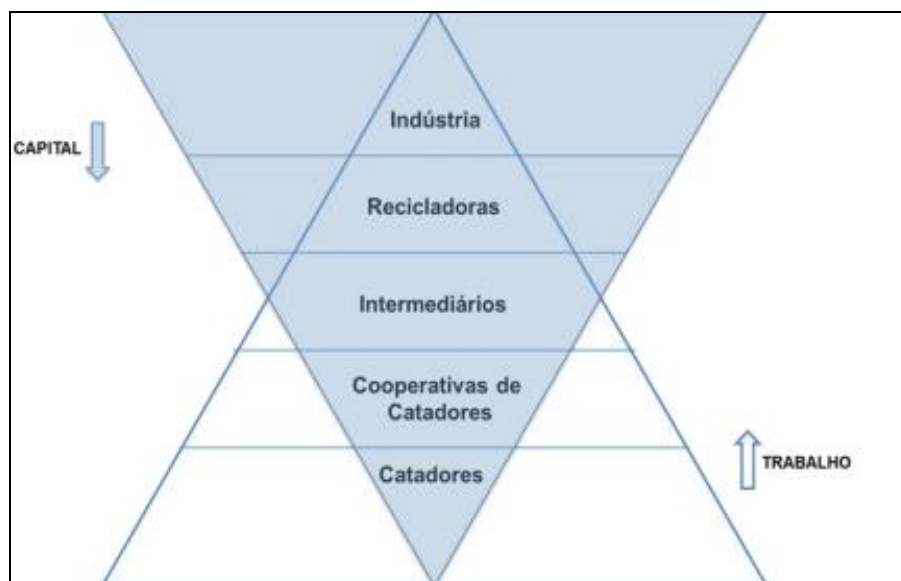 Indústria
CAPITAL
Recicladoras
Intermediários
Cooperativas de
Catadores
TRABALHO
Catadores